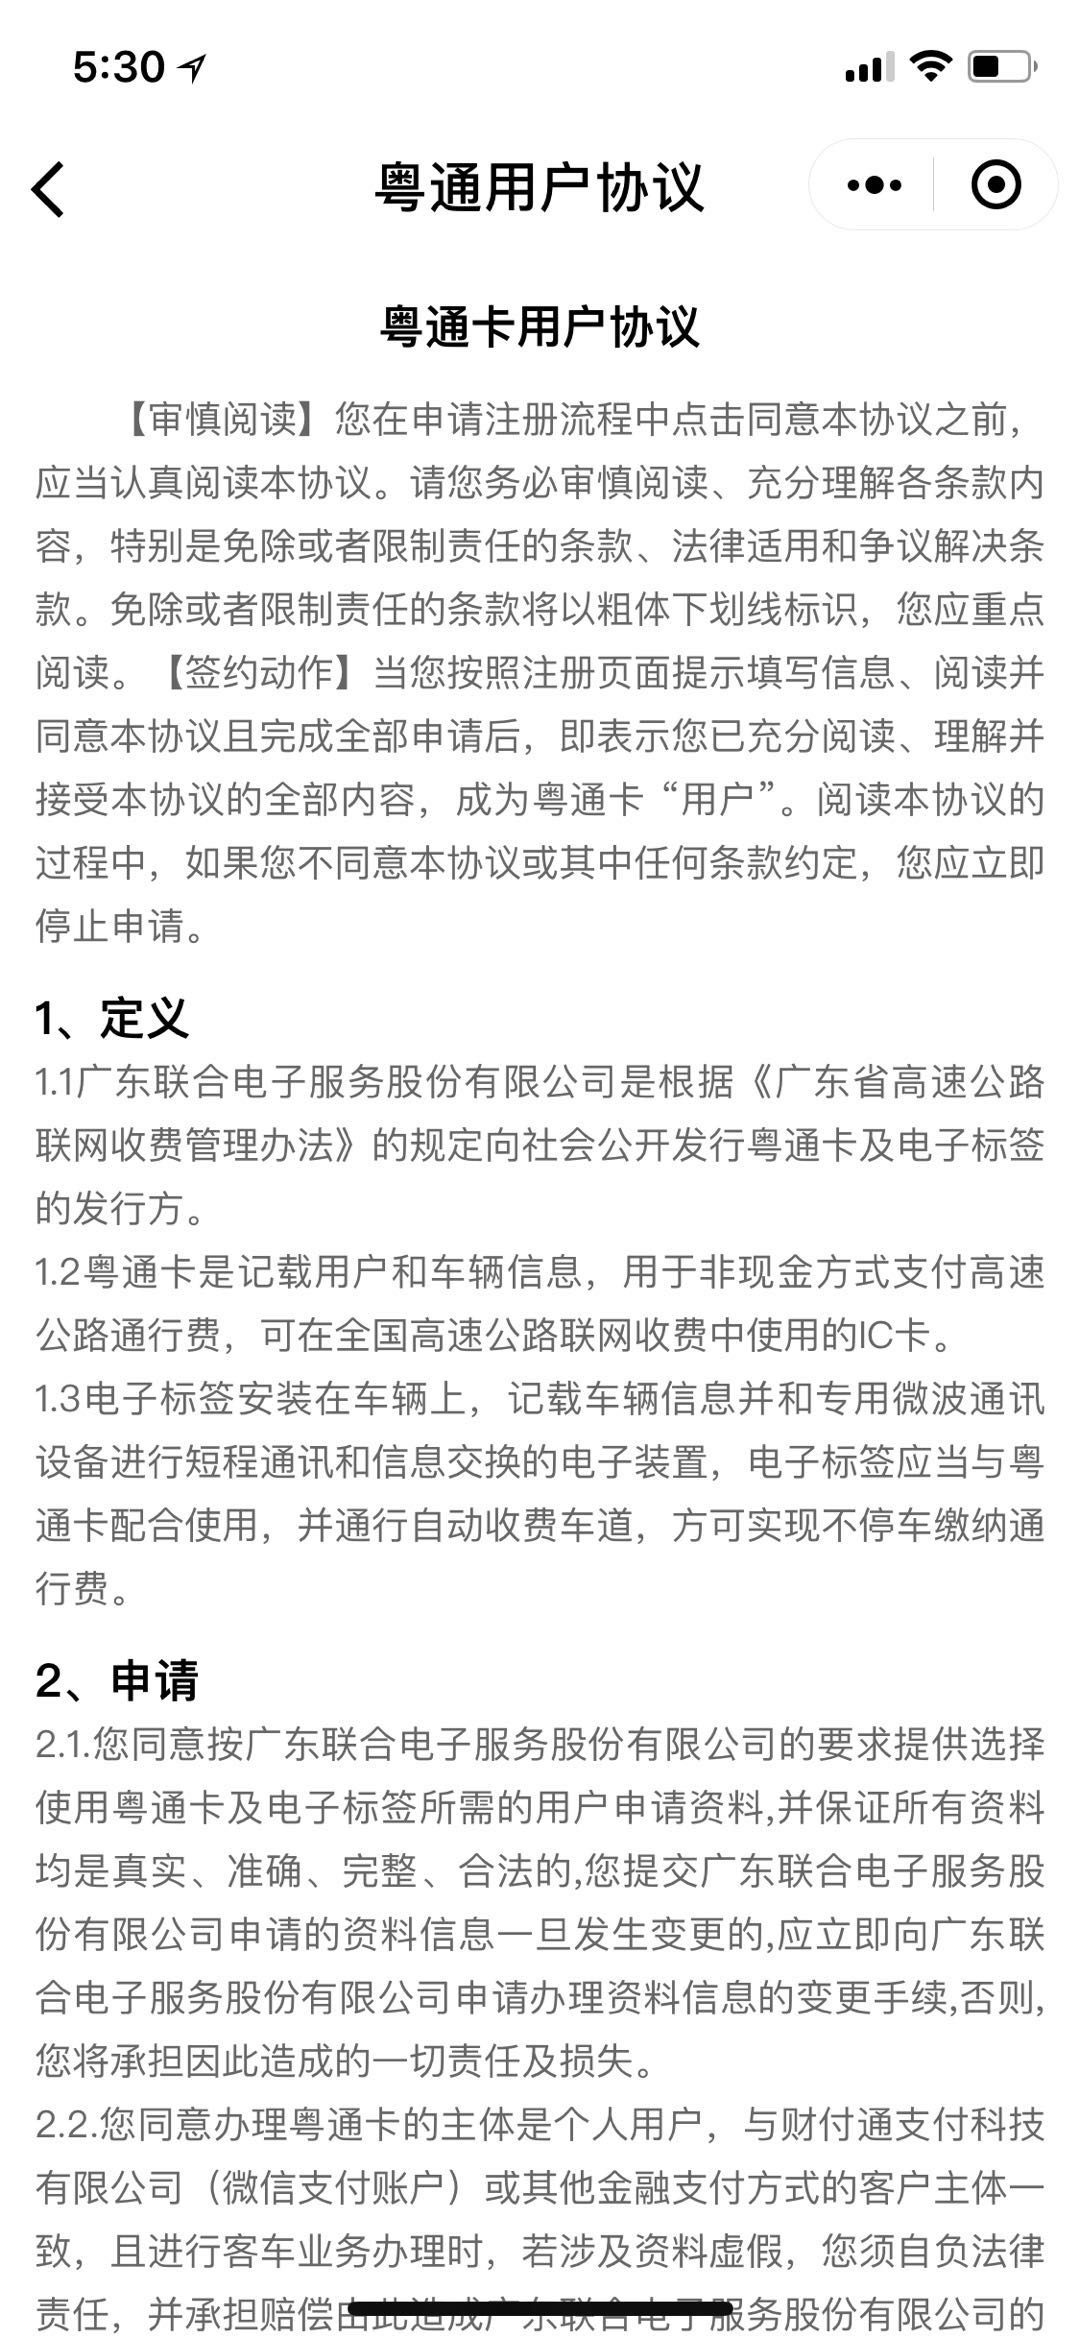 5:30
粤通用户协议
粤通卡用户协议
【审慎阅读】您在申请注册流程中点击同意本协议之前，
应当认真阅读本协议。请您务必审慎阅读、充分理解各条款内
容，特别是免除或者限制责任的条款、法律适用和争议解决条
款。免除或者限制责任的条款将以粗体下划线标识，您应重点
阅读。【签约动作】当您按照注册页面提示填写信息、阅读并
同意本协议且完成全部申请后，即表示您已充分阅读、理解并
接受本协议的全部内容，成为粤通卡 “用户”。阅读本协议的
过程中，如果您不同意本协议或其中任何条款约定，您应立即
停止申请。
1、定义
1.1广东联合电子服务股份有限公司是根据《广东省高速公路
联网收费管理办法》的规定向社会公开发行粤通卡及电子标签
的发行方。
1.2粤通卡是记载用户和车辆信息，用于非现金方式支付高速
公路通行费，可在全国高速公路联网收费中使用的IC卡。
1.3电子标签安装在车辆上，记载车辆信息并和专用微波通讯
设备进行短程通讯和信息交换的电子装置，电子标签应当与粤
通卡配合使用，并通行自动收费车道，方可实现不停车缴纳通
行费。
2、申请
2.1.您同意按广东联合电子服务股份有限公司的要求提供选择
使用粤通卡及电子标签所需的用户申请资料,并保证所有资料
均是真实、准确、完整、合法的,您提交广东联合电子服务股
份有限公司申请的资料信息一旦发生变更的,应立即向广东联
合电子服务股份有限公司申请办理资料信息的变更手续,否则,
您将承担因此造成的一切责任及损失。
2.2.您同意办理粤通卡的主体是个人用户，与财付通支付科技
有限公司（微信支付账户）或其他金融支付方式的客户主体一
致，且进行客车业务办理时，若涉及资料虚假，您须自负法律
责任，并承担赔偿由此造成广东联合电子服务股份有限公司的